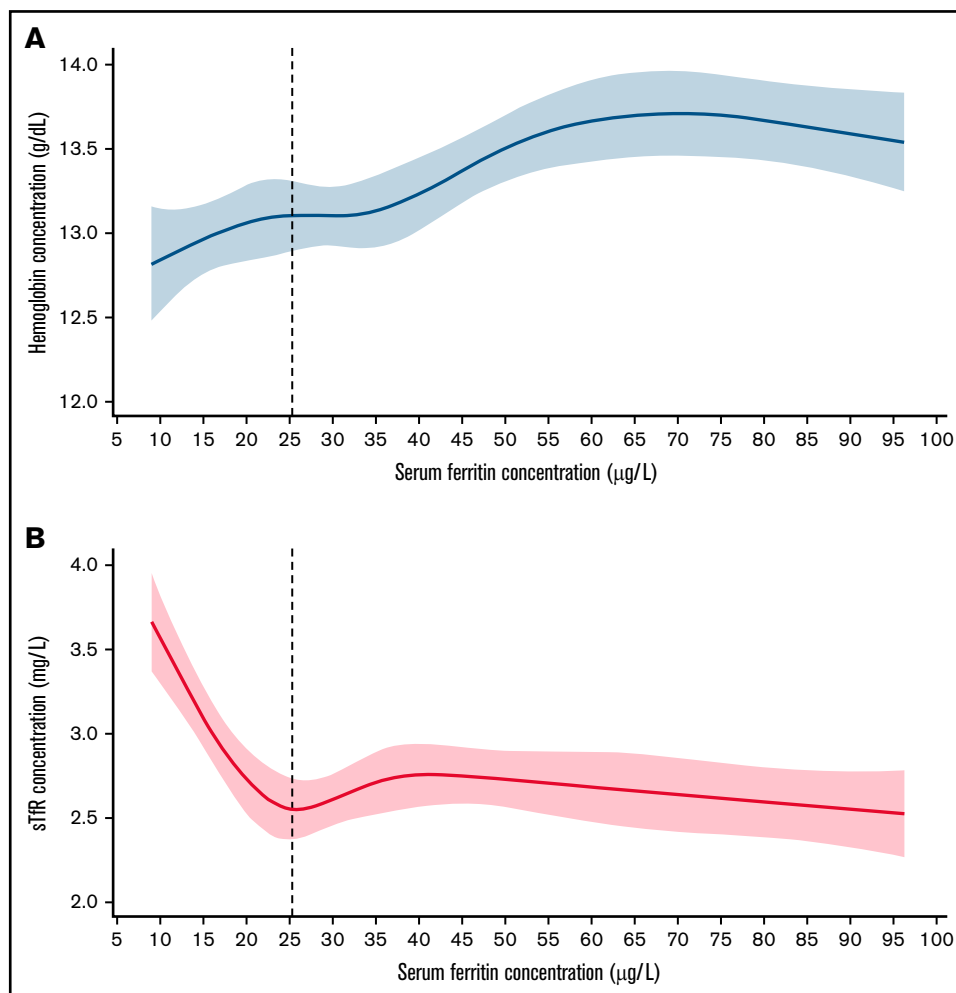 A
Hemoglobin concentration (g/dL)
14.0
13.5
13.0
12.5
12.0
5 10 15 20 25 30 35 40 45 50 55 60 65 70 75 80 85 90 95 100
Serum ferritin concentration (μg/L)
B
sTfR concentration (mg/L)
4.0
3.5
3.0
2.5
2.0
5 10 15 20 25 30 35 40 45 50 55 60 65 70 75 80 85 90 95 100
Serum ferritin concentration (μg/L)